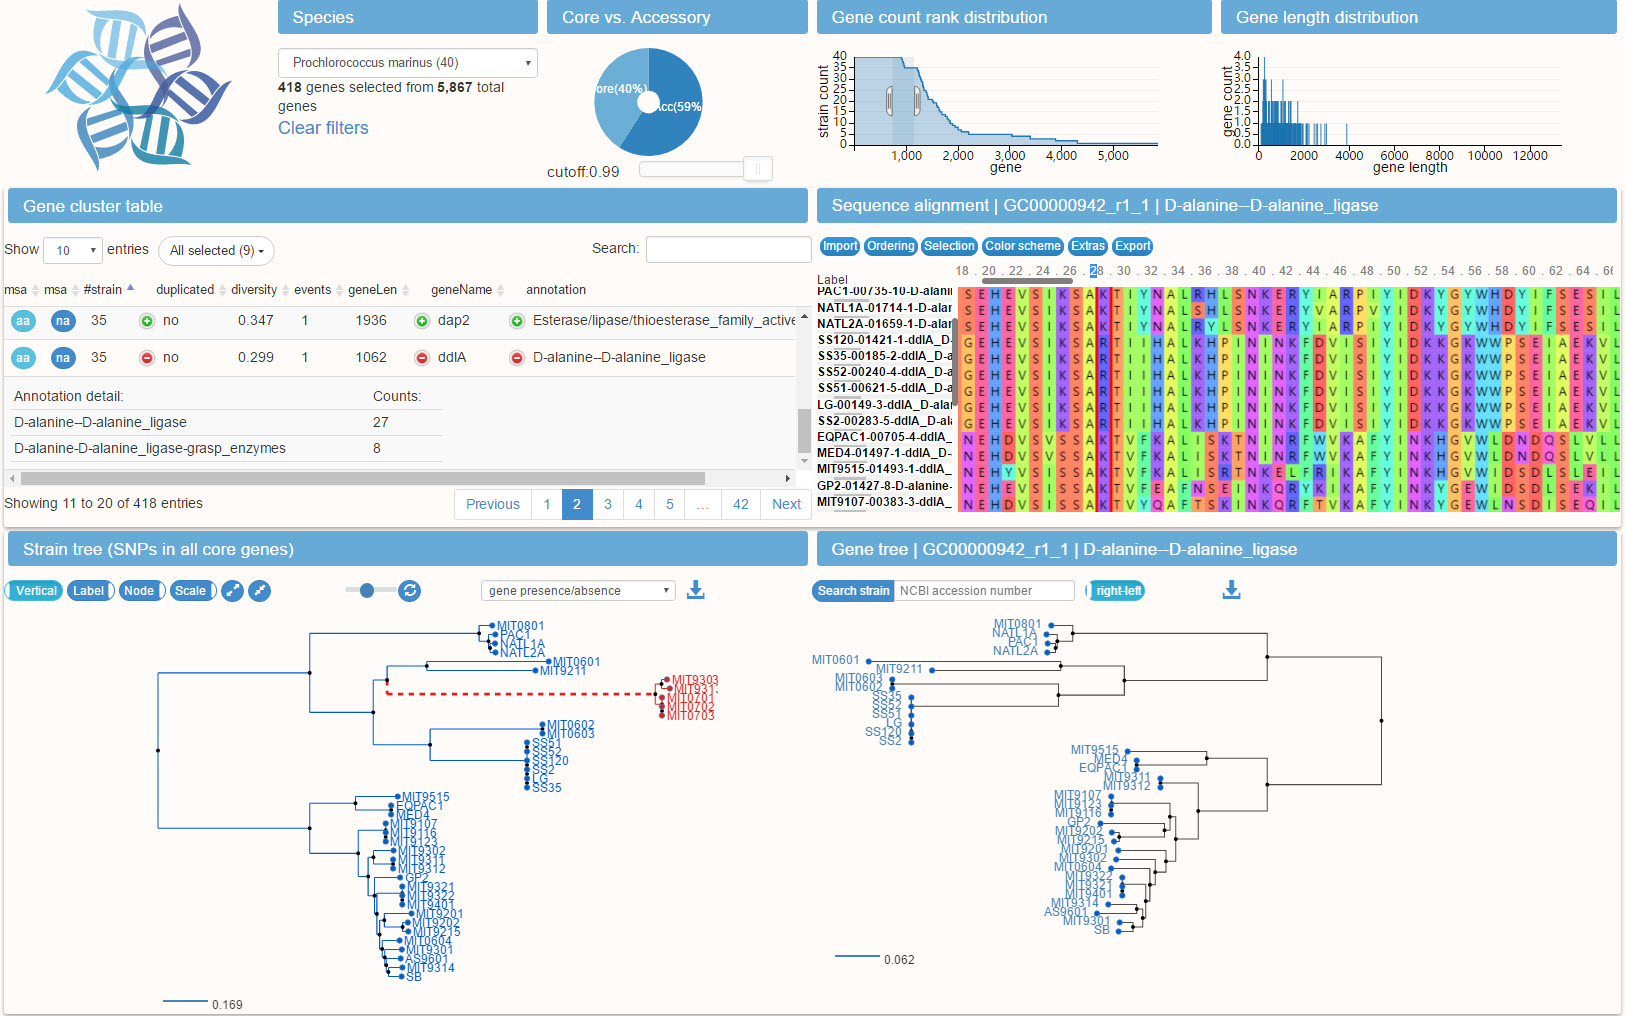 Species
Core vs. Accessory
Gene count rank distribution
Gene length distribution
Prochlorococcus marinus (40)
418 genes selected from 5,867 total
genes
Clear filters
ore(40%)
Acc(59%
cutoff:0.99
strain count
40
35
30
25
20
15
10
5
0
1,000 2,000 3,000 4,000 5,000
gene
gene count
4.0
3.5
3.0
2.5
2.0
1.5
1.0
0.5
0.0
0 2000 4000 6000 8000 10000 12000
gene length
Gene cluster table
Show 10 entries All selected (9) Search:
msa msa #strain duplicated diversity events geneLen geneName annotation
aa na 35 no 0.347 1 1936 dap2 Esterase/lipase/thioesterase_family_active
aa na 35 no 0.299 1 1062 ddlA D-alanine--D-alanine_ligase
Annotation detail: Counts:
D-alanine--D-alanine_ligase 27
D-alanine-D-alanine_ligase-grasp_enzymes 8
Showing 11 to 20 of 418 entries
Previous 1 2 3 4 5 … 42 Next
Sequence alignment | GC00000942_r1_1 | D-alanine--D-alanine_ligase
Import Ordering Selection Color scheme Extras Export
18 . 20 . 22 . 24 . 26 . 28 . 30 . 32 . 34 . 36 . 38 . 40 . 42 . 44 . 46 . 48 . 50 . 52 . 54 . 56 . 58 . 60 . 62 . 64 . 66
Label
PAC1-00735-10-D-alani SEHEVSIKSAKTIYNALRHLSNKERYIARPIYIDKYGYWHDYIFSESIL
NATL1A-01714-1-D-alar SEHEVSIKSAKTIYNALSHLSNKERYVARPIYIDKYGYWHDYIFSESIL
NATL2A-01659-1-D-alar SEHEVSIKSAKTIYNALRYLSNKERYVARPVYIDKYGYWHDYIFSESIL
SS120-01421-1-ddlA_D- GEHEVSIKSARTIIHALKHPININKFDVISIYIDKKGKWWPSEIAEKVL
SS35-00185-2-ddlA_D-a GEHEVSIKSARTIIHALKHPININKFDVISIYIDKKGKWWPSEIAEKVL
SS52-00240-4-ddlA_D-a GEHEVSIKSARTIIHALKHPININKFDVISIYIDKKGKWWPSEIAEKVL
SS51-00621-5-ddlA_D-a GEHEVSIKSARTIIHALKHPININKFDVISIYIDKKGKWWPSEIAEKVL
LG-00149-3-ddlA_D-alar GEHEVSIKSARTIIHALKHPININKFDVISIYIDKKGKWWPSEIAEKVL
SS2-00283-5-ddlA_D-al GEHEVSIKSARTIIHALKHPININKFDVISIYIDKKGKWWPSEIAEKVL
EQPAC1-00705-4-ddlA_ NEHDVSVSSAKTVFKALISKTNINRFWVKAFYINKHGVWLDNDQSLVLL
MED4-01497-1-ddlA_D- NEHDVSVSSAKTVFKALISKTNINRFWVKAFYINKHGVWLDNDQSLVLL
MIT9515-01493-1-ddlA_ NEHYVSISSAKTVFKALISRTNKELFRIKAFYINKHGVWIDSDLSLEIL
GP2-01427-8-D-alanine- NEHEVSISSAKTVFEAFNSEINKQRYKIKAFYINKYGEWIDSDLSEKIL
MIT9107-00383-3-ddlA_ NEHDVSISSAKTVYQAFTSKINKQRFTVKAFYINKYGEWLNSDISEQIL
Strain tree (SNPs in all core genes)
Vertical Label Node Scale gene presence/absence
MIT0801
PAC1
NATL1A
NATL2A
MIT0601
MIT9211
MIT9303
MIT931
MIT0701
MIT0702
MIT0703
MIT0602
MIT0603
SS51
SS52
SS120
SS2
LG
SS35
MIT9515
EQPAC1
MED4
MIT9107
MIT9116
MIT9123
MIT9302
MIT9311
MIT9312
GP2
MIT9321
MIT9322
MIT9401
MIT9201
MIT9202
MIT9215
MIT0604
MIT9301
AS9601
MIT9314
SB
0.169
Gene tree | GC00000942_r1_1 | D-alanine--D-alanine_ligase
Search strain NCBI accession number right-left
MIT0801
NATL1A
PAC1
NATL2A
MIT0601
MIT9211
MIT0603
MIT0602
SS35
SS52
SS51
LG
SS120
SS2
MIT9515
MED4
EQPAC1
MIT9311
MIT9312
MIT9107
MIT9123
MIT9116
GP2
MIT9202
MIT9215
MIT9201
MIT9302
MIT0604
MIT9322
MIT9321
MIT9401
MIT9314
AS9601
MIT9301
SB
0.062